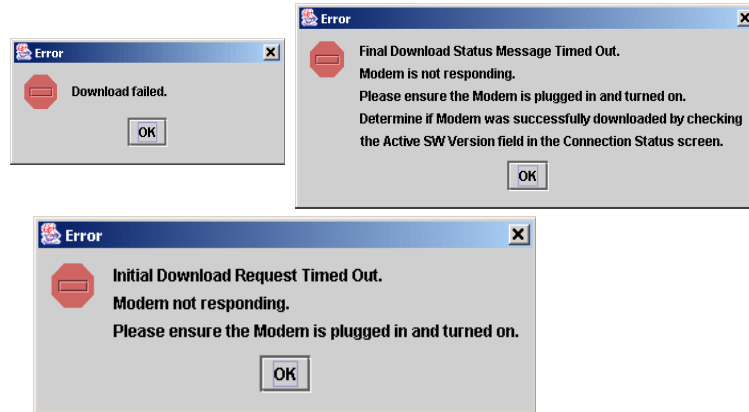 Error
Download failed.
OK
Error
Final Download Status Message Timed Out.
Modem is not responding.
Please ensure the Modem is plugged in and turned on.
Determine if Modem was successfully downloaded by checking
the Active SW Version field in the Connection Status screen.
OK
Error
Initial Download Request Timed Out.
Modem not responding.
Please ensure the Modem is plugged in and turned on.
OK